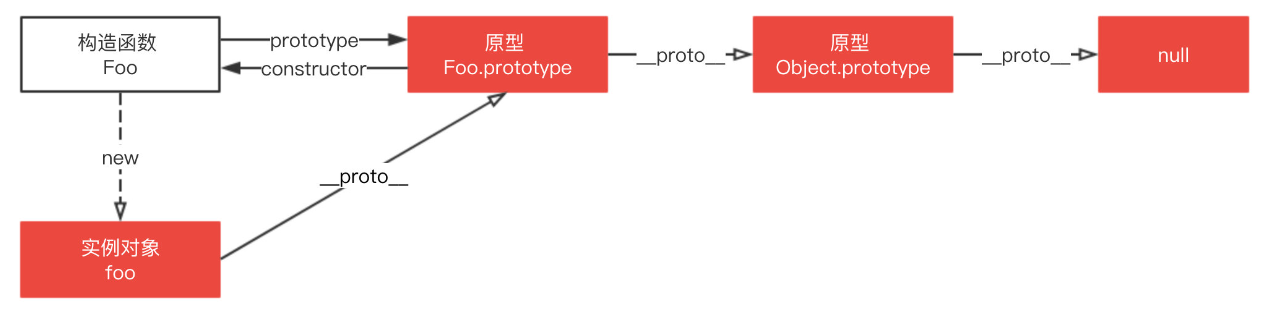 构造函数
Foo
prototype
constructor
原型
Foo.prototype
__proto__
原型
Object.prototype
__proto__
null
new
__proto__
实例对象
foo